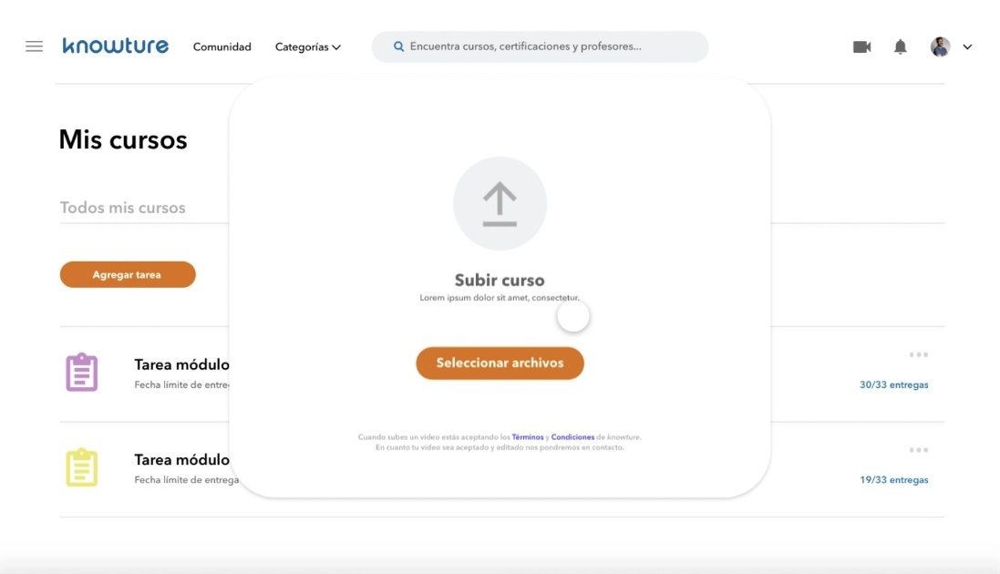 knowture Comunidad Categorías Encuentra cursos, certificaciones y profesores...
Mis cursos
Todos mis cursos
Agregar tarea
Subir curso
Lorem ipsum dolor sit amet, consectetur.
Seleccionar archivos
Tarea módulo
Fecha límite de entre
30/33 entregas
Cuando subes un video estás aceptando los Términos y Condiciones de knowture.
En cuanto tu video sea aceptado y editado nos pondremos en contacto.
Tarea módulo
Fecha límite de entrega
19/33 entregas